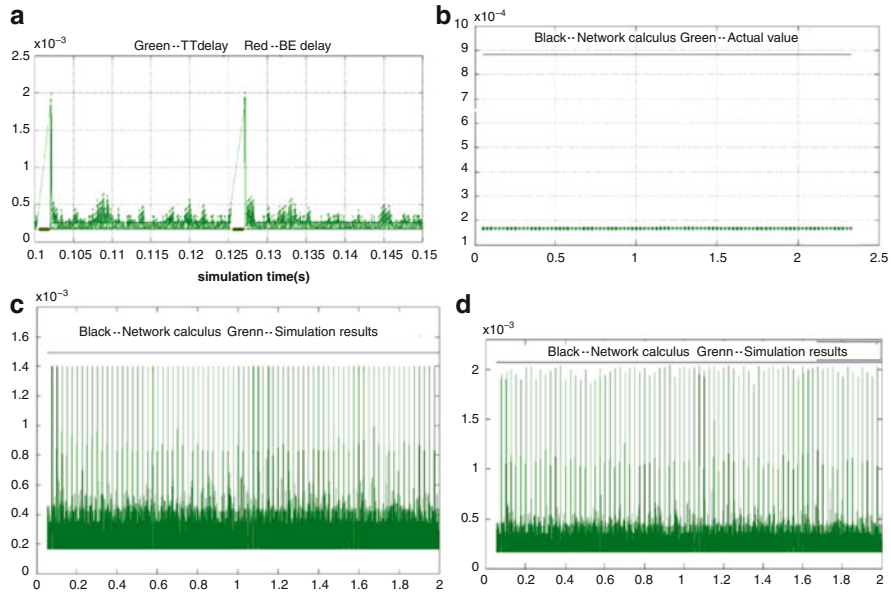 a
x10⁻³
Green--TTdelay Red--BE delay
2.5
2
1.5
1
0.5
0
0.1 0.105 0.11 0.115 0.12 0.125 0.13 0.135 0.14 0.145 0.15
simulation time(s)
b
x10⁻⁴
Black--Network calculus Green--Actual value
10
9
8
7
6
5
4
3
2
1
0 0.5 1 1.5 2 2.5
c
x10⁻³
Black--Network calculus Grenn--Simulation results
1.6
1.4
1.2
1
0.8
0.6
0.4
0.2
0
0 0.2 0.4 0.6 0.8 1 1.2 1.4 1.6 1.8 2
d
x10⁻³
Black--Network calculus Grenn--Simulation results
2
1.5
1
0.5
0
0 0.2 0.4 0.6 0.8 1 1.2 1.4 1.6 1.8 2